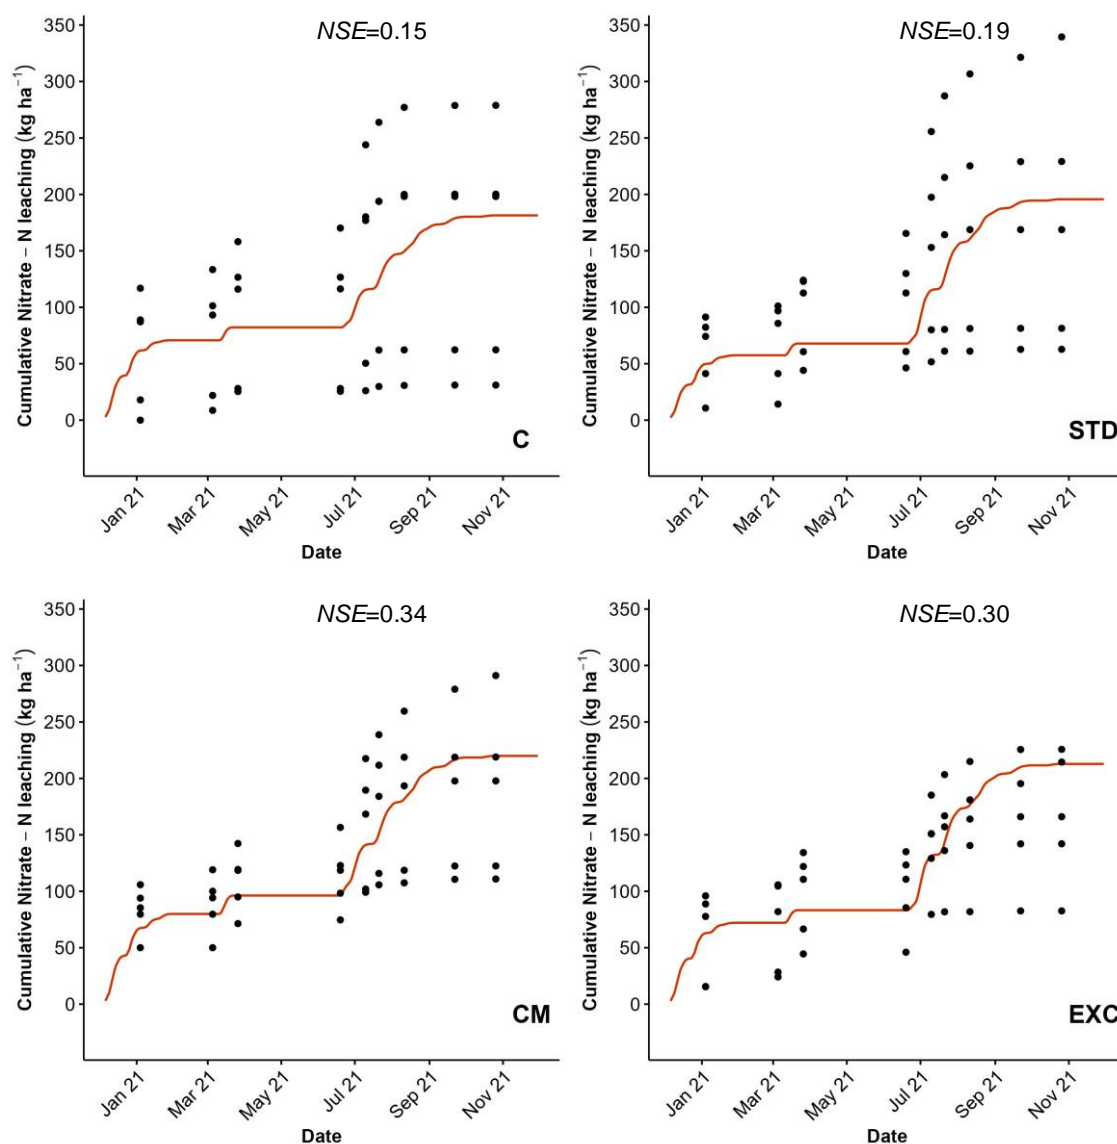 NSE=0.15
Cumulative Nitrate – N leaching (kg ha⁻¹)
350
300
250
200
150
100
50
0
C
Jan 21
Mar 21
May 21
Jul 21
Sep 21
Nov 21
Date
NSE=0.19
Cumulative Nitrate – N leaching (kg ha⁻¹)
350
300
250
200
150
100
50
0
STD
Jan 21
Mar 21
May 21
Jul 21
Sep 21
Nov 21
Date
NSE=0.34
Cumulative Nitrate – N leaching (kg ha⁻¹)
350
300
250
200
150
100
50
0
CM
Jan 21
Mar 21
May 21
Jul 21
Sep 21
Nov 21
Date
NSE=0.30
Cumulative Nitrate – N leaching (kg ha⁻¹)
350
300
250
200
150
100
50
0
EXC
Jan 21
Mar 21
May 21
Jul 21
Sep 21
Nov 21
Date